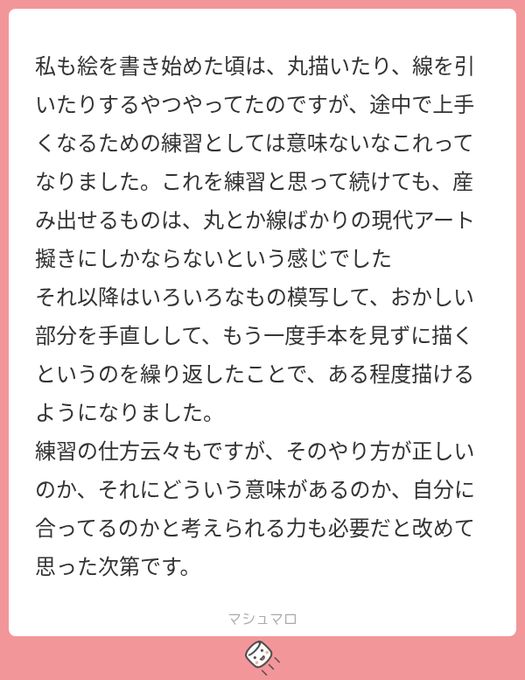 私も絵を書き始めた頃は、丸描いたり、線を引
いたりするやつやってたのですが、途中で上手
くなるための練習としては意味ないなこれって
なりました。これを練習と思って続けても、産
み出せるものは、丸とか線ばかりの現代アート
擬きにしかならないという感じでした
それ以降はいろいろなもの模写して、おかしい
部分を手直しして、もう一度手本を見ずに描く
というのを繰り返したことで、ある程度描ける
ようになりました。
練習の仕方云々もですが、そのやり方が正しい
のか、それにどういう意味があるのか、自分に
合ってるのかと考えられる力も必要だと改めて
思った次第です。
マシュマロ